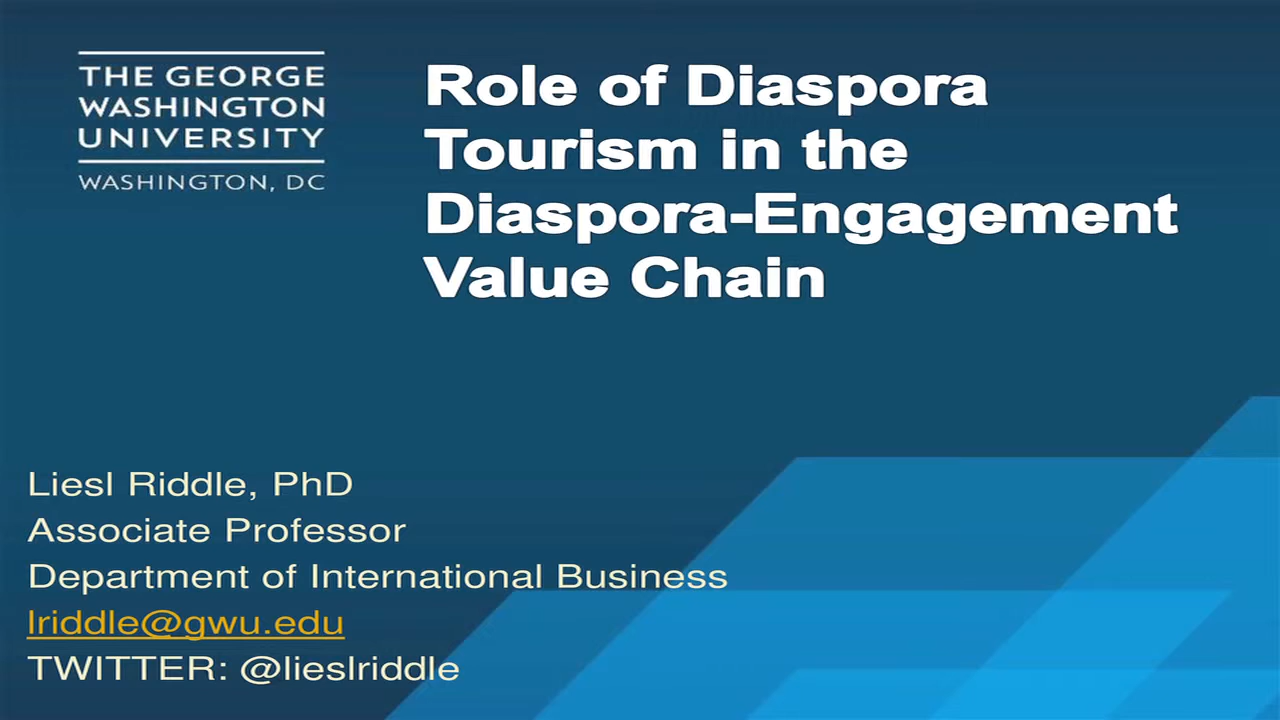 THE GEORGE
WASHINGTON
UNIVERSITY
WASHINGTON, DC
Role of Diaspora
Tourism in the
Diaspora-Engagement
Value Chain
Liesl Riddle, PhD
Associate Professor
Department of International Business
lriddle@gwu.edu
TWITTER: @lieslriddle